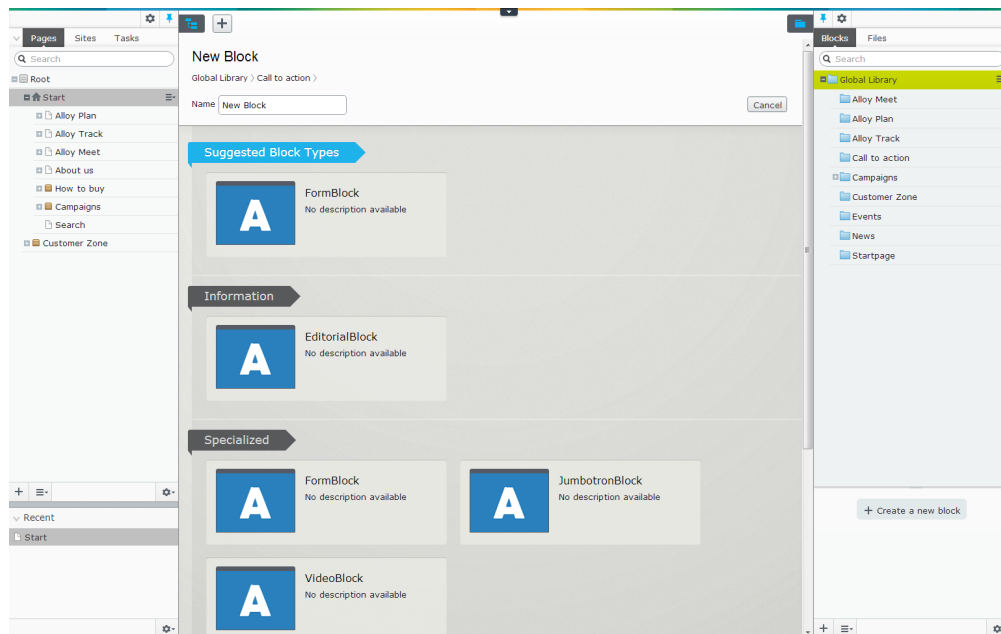 Pages Sites Tasks
Search
Root
Start
Alloy Plan
Alloy Track
Alloy Meet
About us
How to buy
Campaigns
Search
Customer Zone
Recent
Start
New Block
Global Library > Call to action >
Name New Block Cancel
Suggested Block Types
A
FormBlock
No description available
Information
A
EditorialBlock
No description available
Specialized
A
FormBlock
No description available
A
JumbotronBlock
No description available
A
VideoBlock
No description available
Blocks Files
Search
Global Library
Alloy Meet
Alloy Plan
Alloy Track
Call to action
Campaigns
Customer Zone
Events
News
Startpage
+ Create a new block